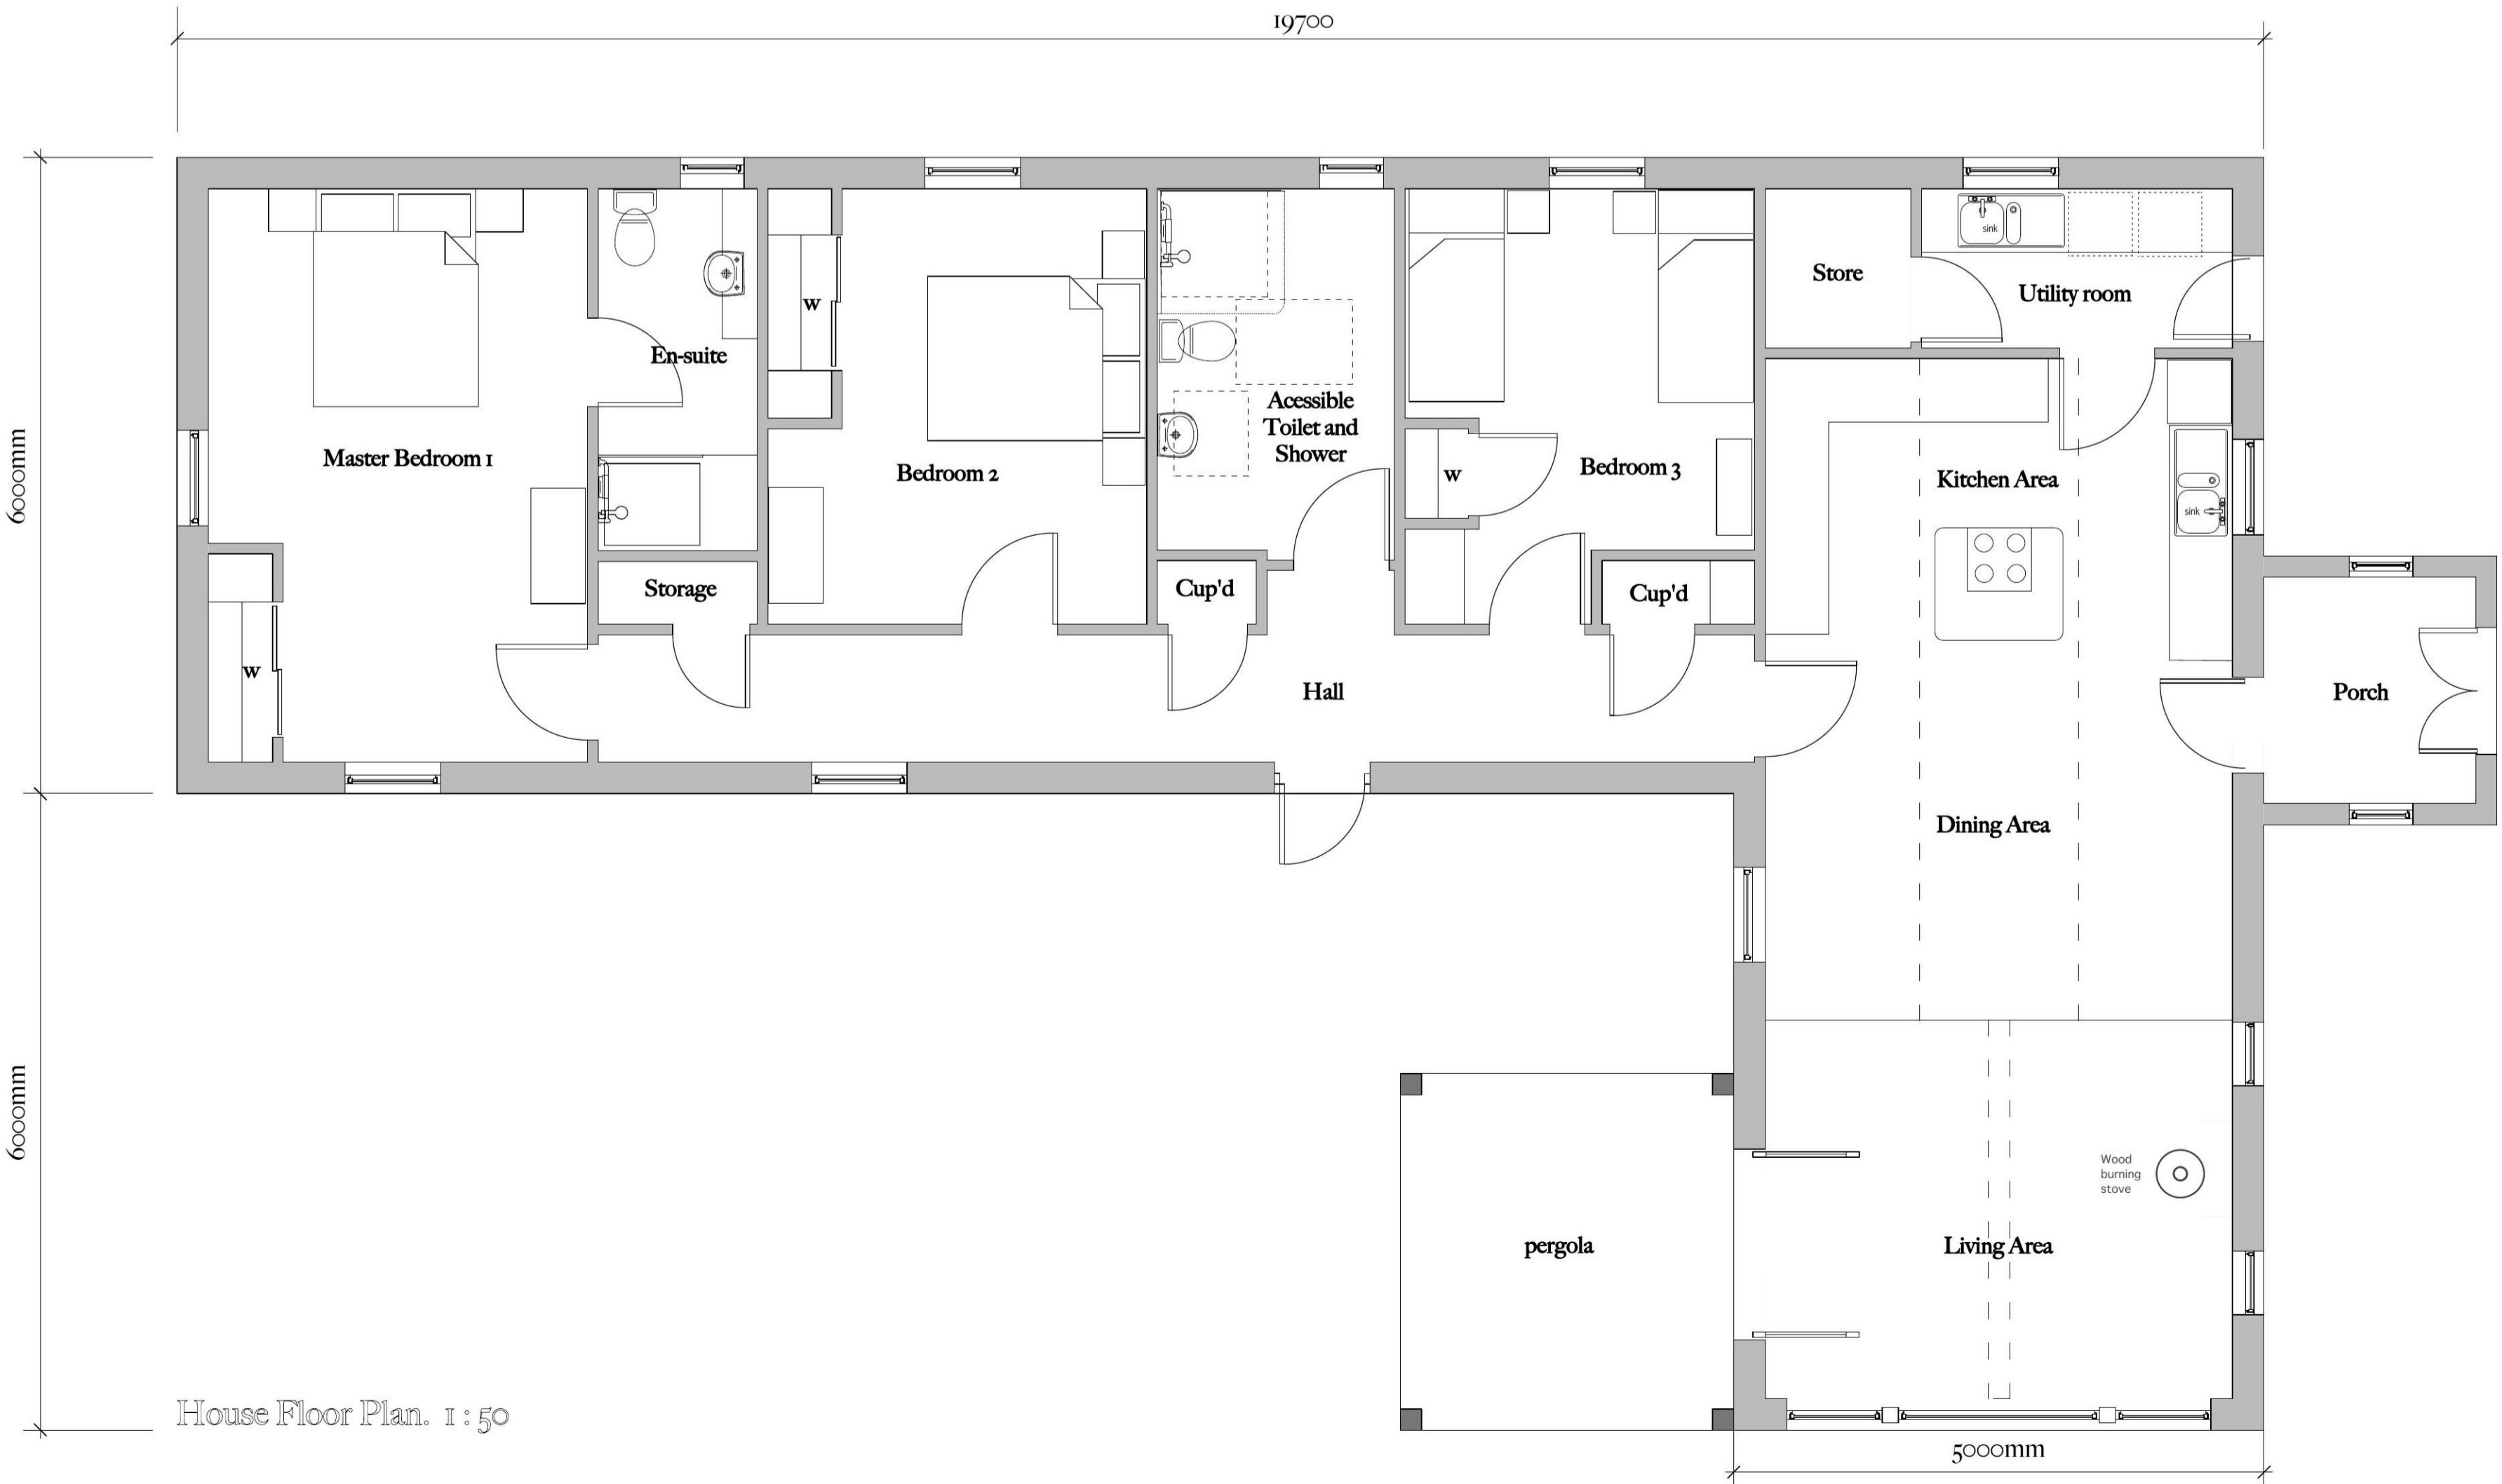 19700
6000mm
sink
Store
Utility room
w
En-suite
Acessible
Toilet and
Shower
Master Bedroom 1
Bedroom 2
w
Bedroom 3
Kitchen Area
sink
Storage
Cup'd
Cup'd
w
Hall
Porch
Dining Area
6000mm
Wood
burning
stove
pergola
Living Area
House Floor Plan. 1 : 50
5000mm